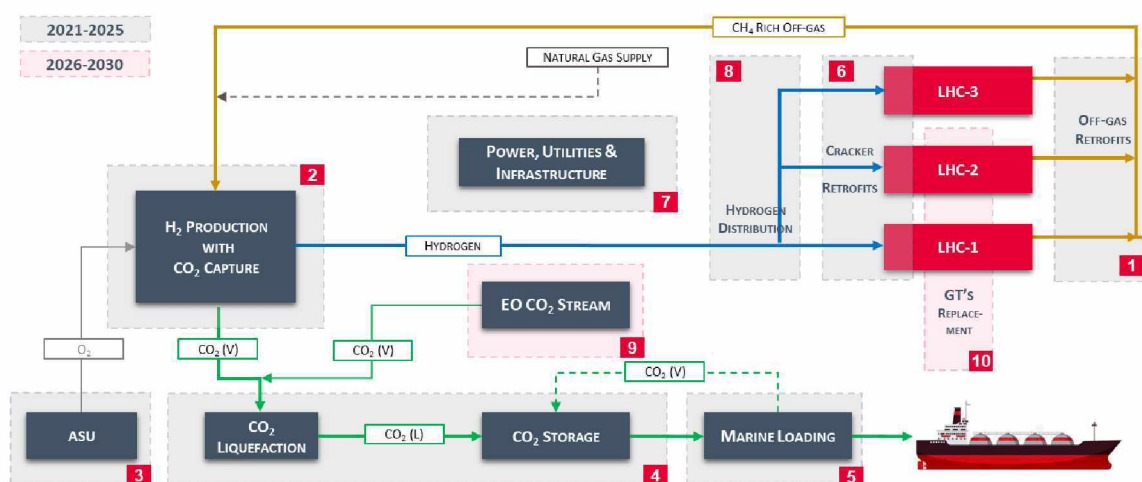 2021-2025
2026-2030
CH4 RICH OFF-GAS
NATURAL GAS SUPPLY
8
6
LHC-3
OFF-GAS
RETROFITS
POWER, UTILITIES &
INFRASTRUCTURE
7
CRACKER
RETROFITS
LHC-2
2
H2 PRODUCTION
WITH
CO2 CAPTURE
HYDROGEN
HYDROGEN
DISTRIBUTION
LHC-1
1
EO CO2 STREAM
9
GT'S
REPLACE-
MENT
10
O2
CO2 (V)
CO2 (V)
CO2 (V)
ASU
3
CO2
LIQUEFACTION
CO2 (L)
CO2 STORAGE
4
MARINE LOADING
5